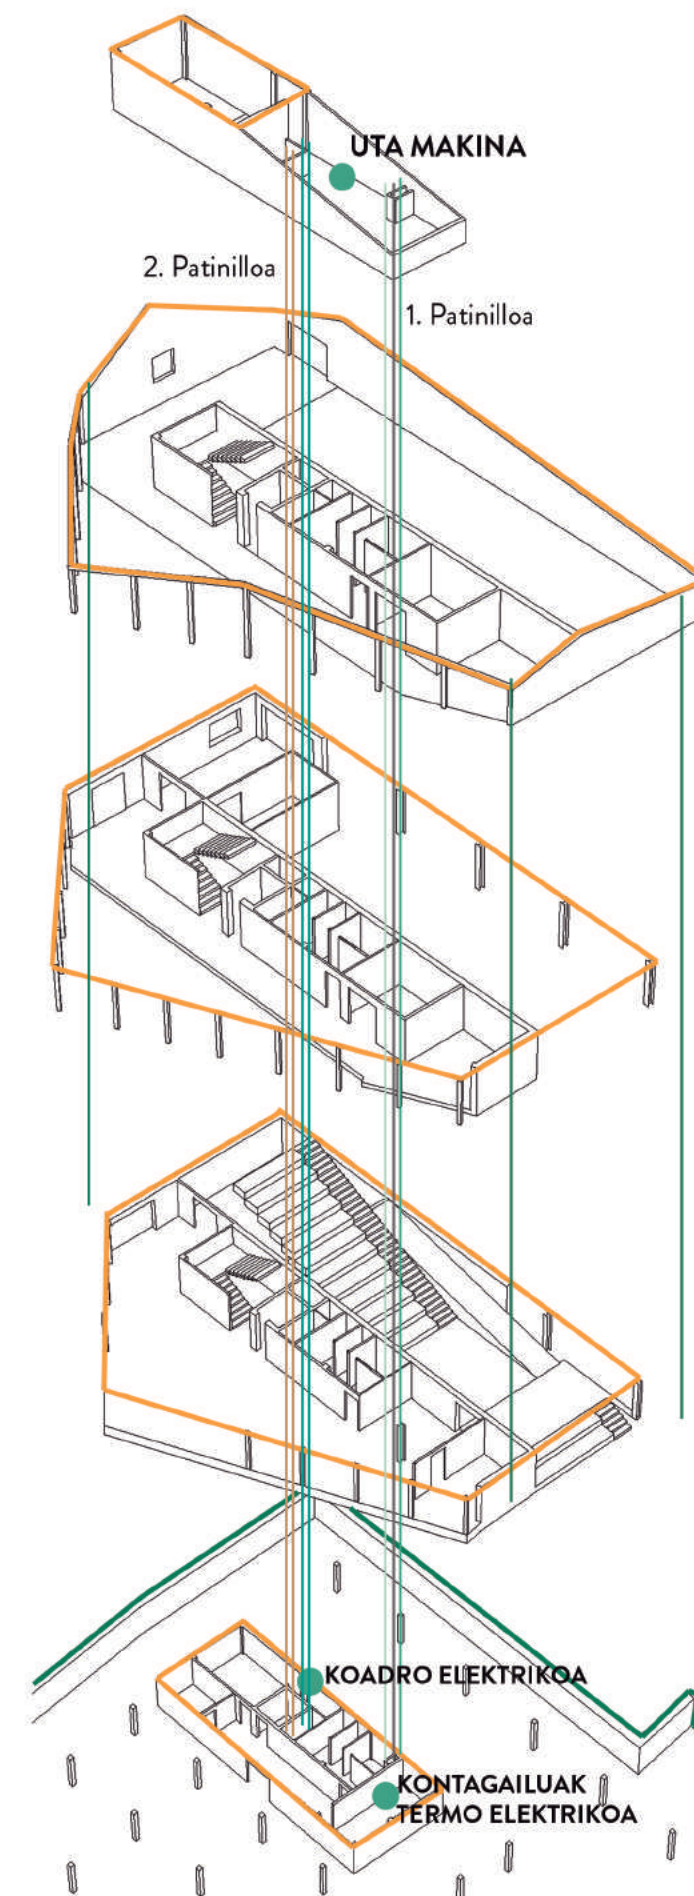 UTA MAKINA
2. Patinilloa
1. Patinilloa
KOADRO ELEKTRIKOA
KONTAGAILUAK
TERMO ELEKTRIKOA